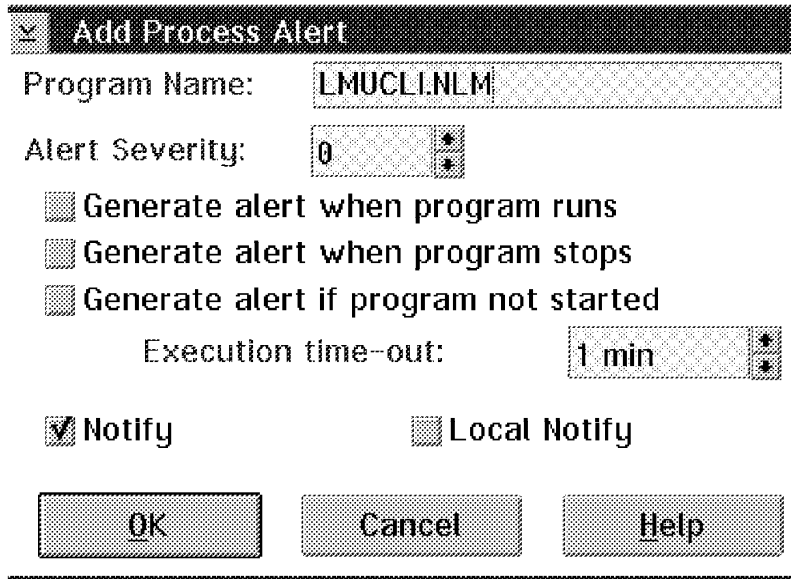 Add Process Alert
Program Name: LMUCLI.NLM
Alert Severity: 0
Generate alert when program runs
Generate alert when program stops
Generate alert if program not started
Execution time-out: 1 min
Notify Local Notify
OK Cancel Help